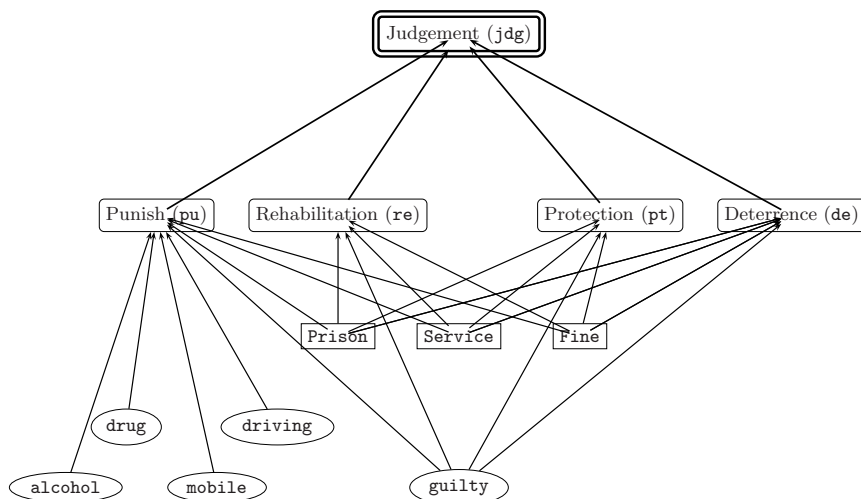 Judgement (jdg)
Punish (pu)
Rehabilitation (re)
Protection (pt)
Deterrence (de)
Prison
Service
Fine
drug
driving
alcohol
mobile
guilty